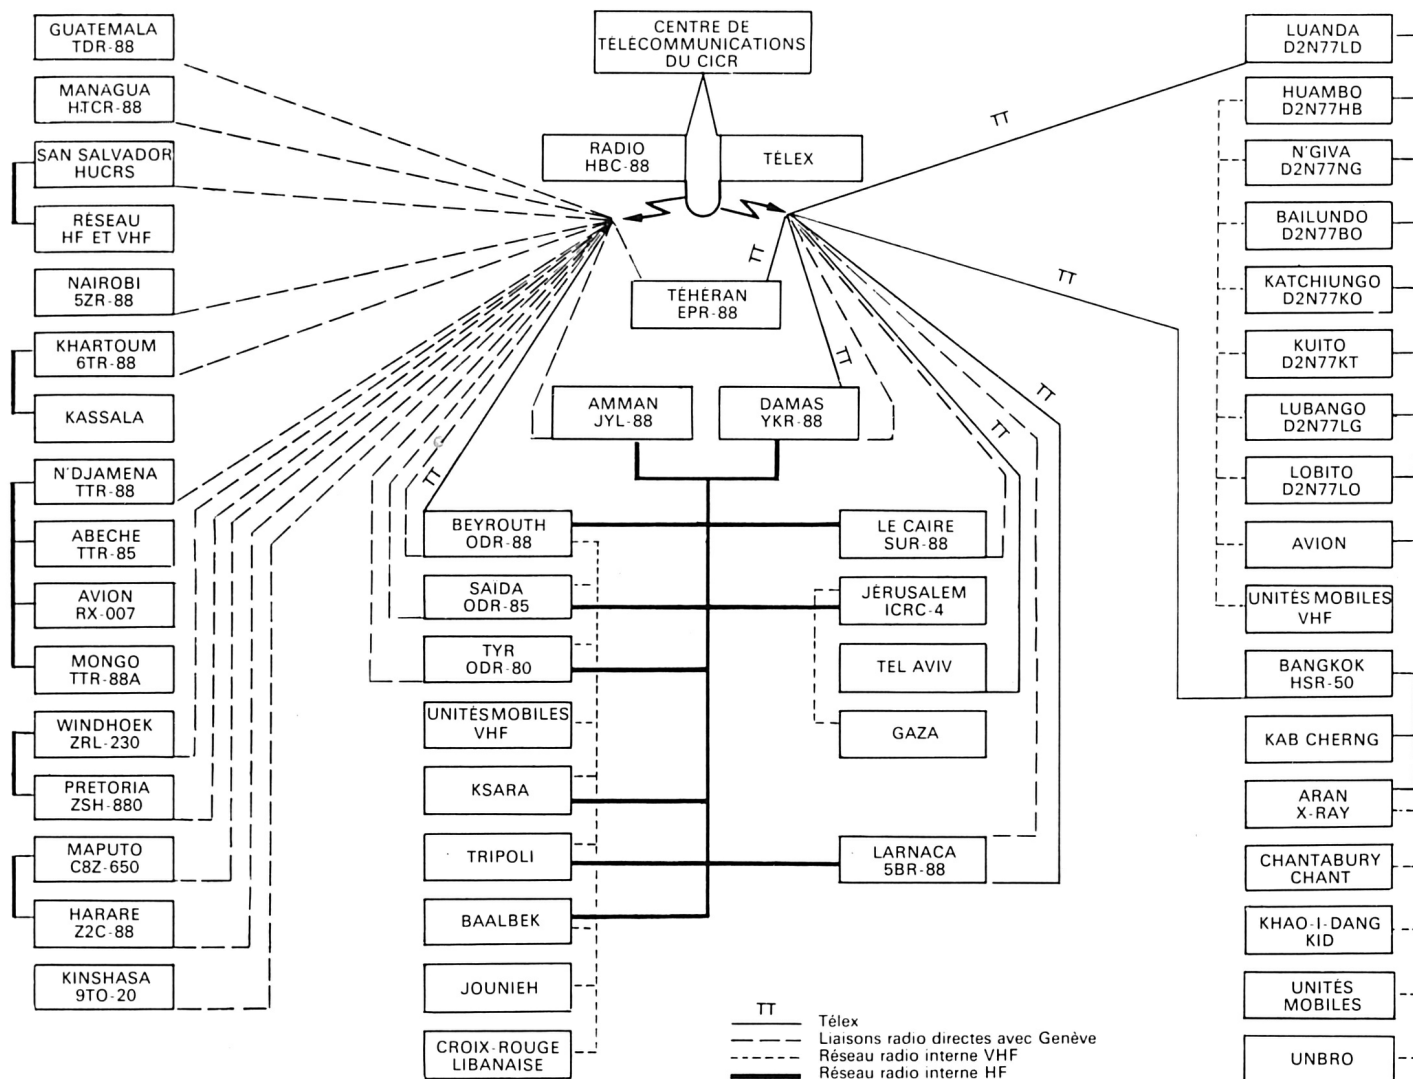 CENTRE DE
TÉLÉCOMMUNICATIONS
DU CICR
RADIO
HBC-88
TÉLEX
GUATEMALA
TDR-88
MANAGUA
HTCR-88
SAN SALVADOR
HUCRS
RÉSEAU
HF ET VHF
NAIROBI
5ZR-88
KHARTOUM
6TR-88
KASSALA
N'DJAMENA
TTR-88
ABECHE
TTR-85
AVION
RX-007
MONGO
TTR-88A
WINDHOEK
ZRL-230
PRETORIA
ZSH-880
MAPUTO
C8Z-650
HARARE
Z2C-88
KINSHASA
9TO-20
TT
TT
TT
TT
TT
TT
TT
TÉHÉRAN
EPR-88
AMMAN
JYL-88
DAMAS
YKR-88
BEYROUTH
ODR-88
SAIDA
ODR-85
TYR
ODR-80
UNITÉS MOBILES
VHF
KSARA
TRIPOLI
BAALBEK
JOUNIEH
CROIX-ROUGE
LIBANAISE
LE CAIRE
SUR-88
JÉRUSALEM
ICRC-4
TEL AVIV
GAZA
LARNACA
5BR-88
LUANDA
D2N77LD
HUAMBO
D2N77HB
N'GIVA
D2N77NG
BAILUNDO
D2N77BO
KATCHIUNGO
D2N77KO
KUITO
D2N77KT
LUBANGO
D2N77LG
LOBITO
D2N77LO
AVION
UNITÉS MOBILES
VHF
BANGKOK
HSR-50
KAB CHERNG
ARAN
X-RAY
CHANTABURY
CHANT
KHAO-I-DANG
KID
UNITÉS
MOBILES
UNBRO
TT
Télex
Liaisons radio directes avec Genève
Réseau radio interne VHF
Réseau radio interne HF